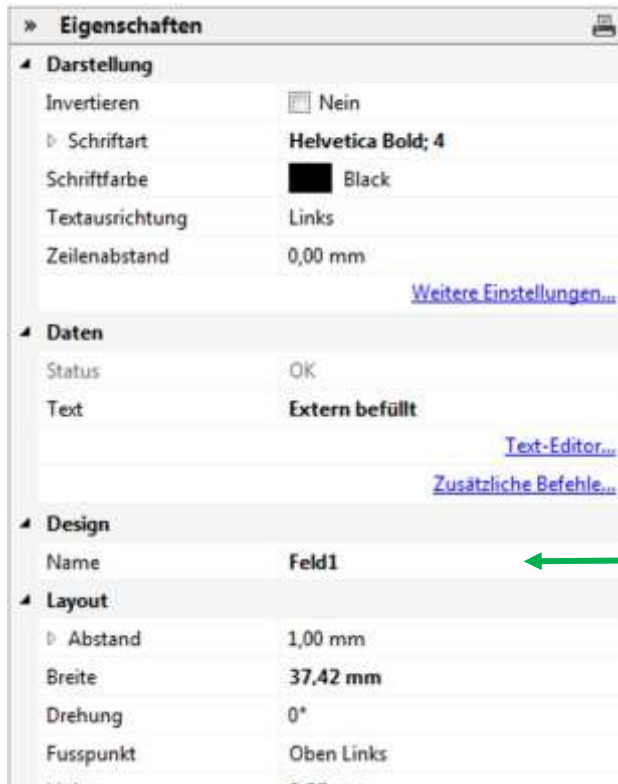 » Eigenschaften
Darstellung
Invertieren Nein
Schriftart Helvetica Bold; 4
Schriftfarbe Black
Textausrichtung Links
Zeilenabstand 0,00 mm
Weitere Einstellungen...
Daten
Status OK
Text Extern befüllt
Text-Editor...
Zusätzliche Befehle...
Design
Name Feld1
Layout
Abstand 1,00 mm
Breite 37,42 mm
Drehung 0°
Fusspunkt Oben Links